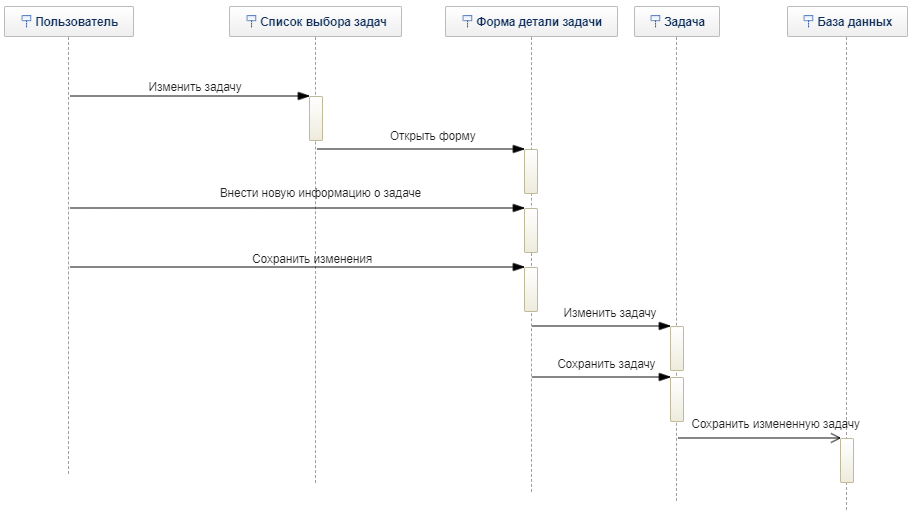 Пользователь
Список выбора задач
Форма детали задачи
Задача
База данных
Изменить задачу
Открыть форму
Внести новую информацию о задаче
Сохранить изменения
Изменить задачу
Сохранить задачу
Сохранить измененную задачу